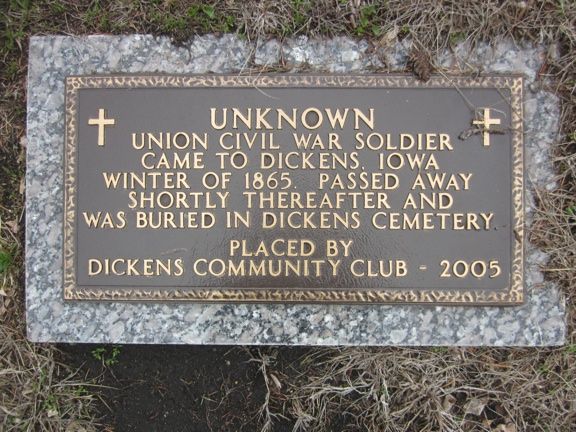 UNKNOWN
UNION CIVIL WAR SOLDIER
CAME TO DICKENS, IOWA
WINTER OF 1865. PASSED AWAY
SHORTLY THEREAFTER AND
WAS BURIED IN DICKENS CEMETERY
PLACED BY
DICKENS COMMUNITY CLUB - 2005